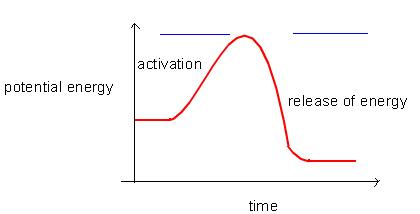 activation
potential energy
release of energy
time